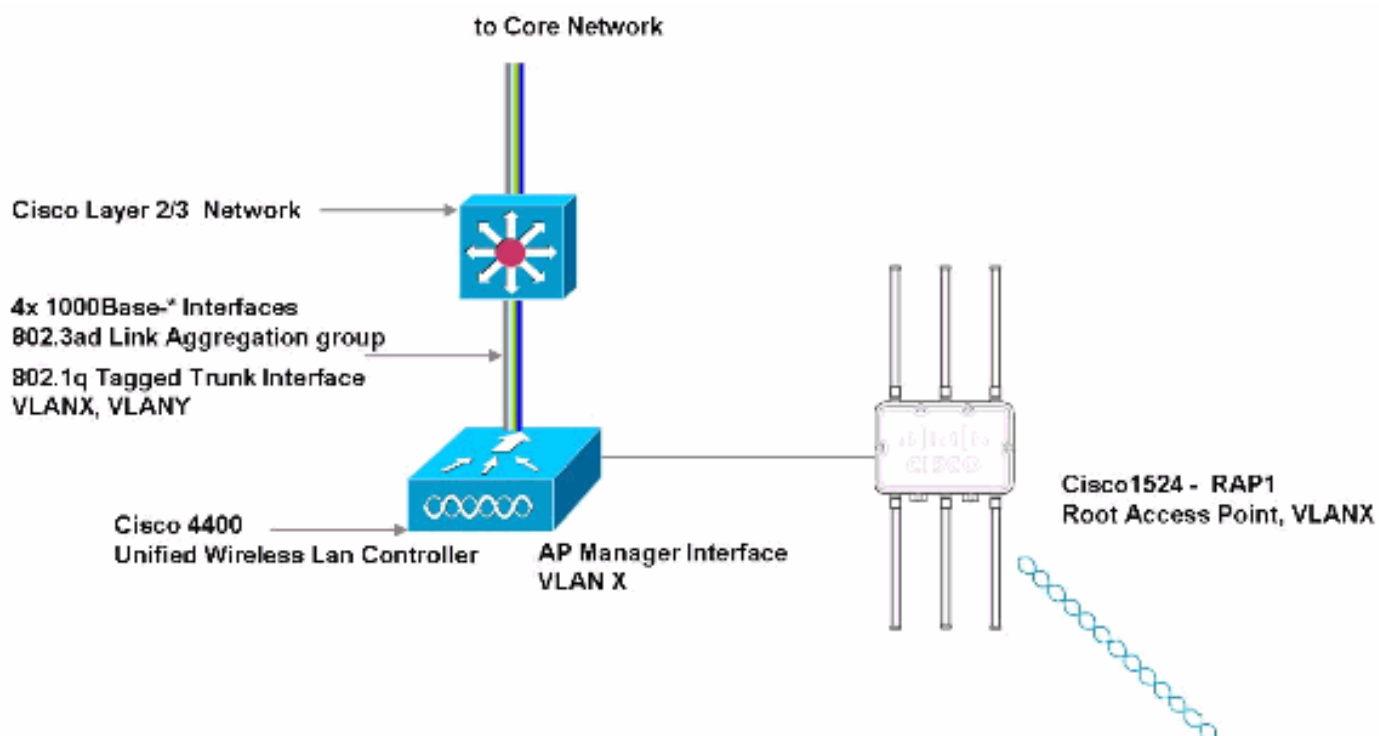 to Core Network
Cisco Layer 2/3 Network
4x 1000Base-* Interfaces
802.3ad Link Aggregation group
802.1q Tagged Trunk Interface
VLANX, VLANY
Cisco 4400
Unified Wireless Lan Controller
AP Manager Interface
VLAN X
CISCO
Cisco1524 - RAP1
Root Access Point, VLANX